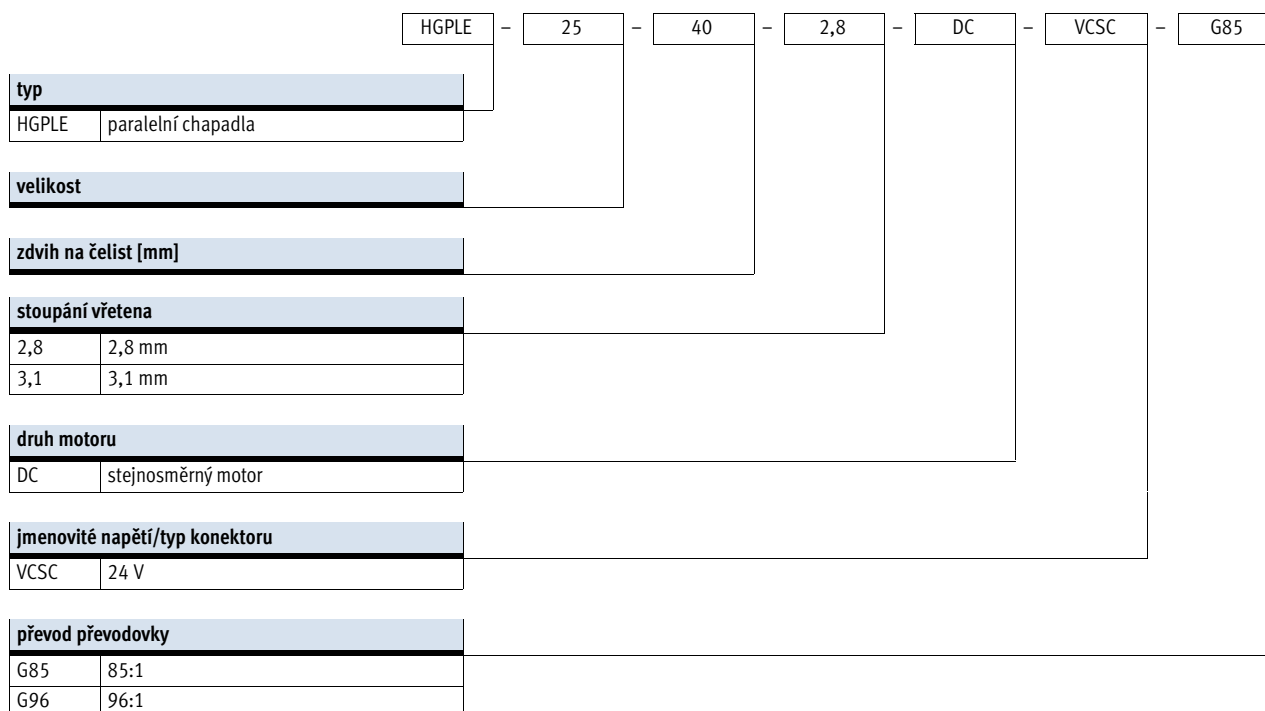 HGPLE – 25 – 40 – 2,8 – DC – VCSC – G85
typ
HGPLE paralelní chapadla
velikost
zdvih na čelist [mm]
stoupání vřetena
2,8 2,8 mm
3,1 3,1 mm
druh motoru
DC stejnosměrný motor
jmenovité napětí/typ konektoru
VCSC 24 V
převod převodovky
G85 85:1
G96 96:1